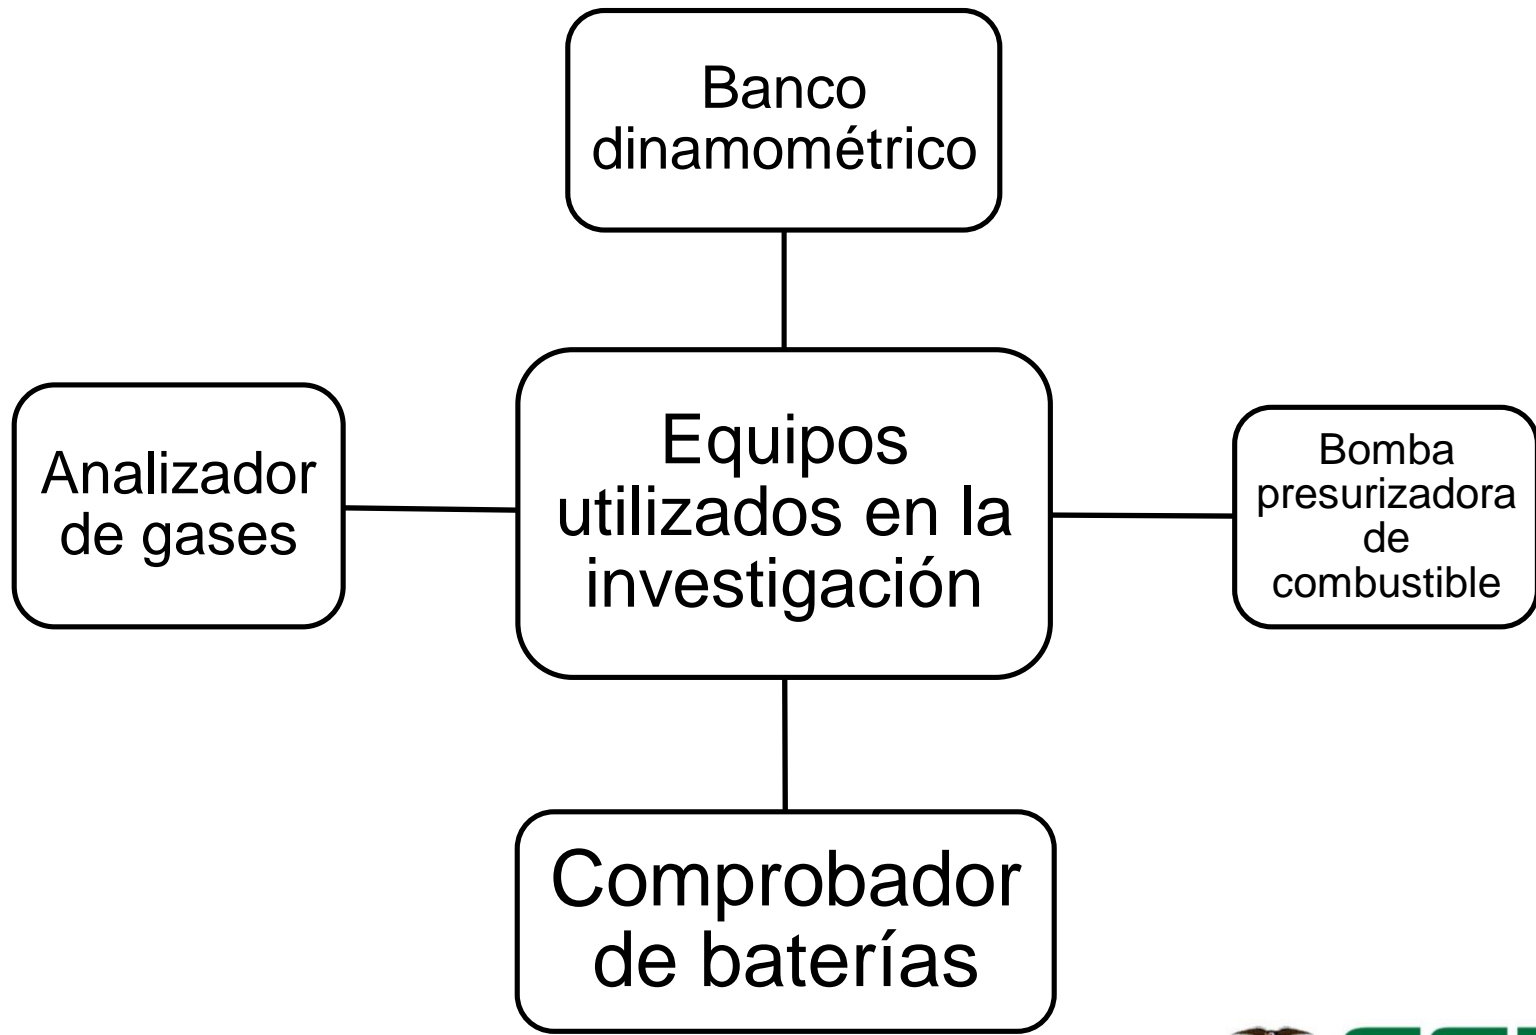 Banco
dinamométrico
Analizador
de gases
Equipos
utilizados en la
investigación
Bomba
presurizadora
de
combustible
Comprobador
de baterías